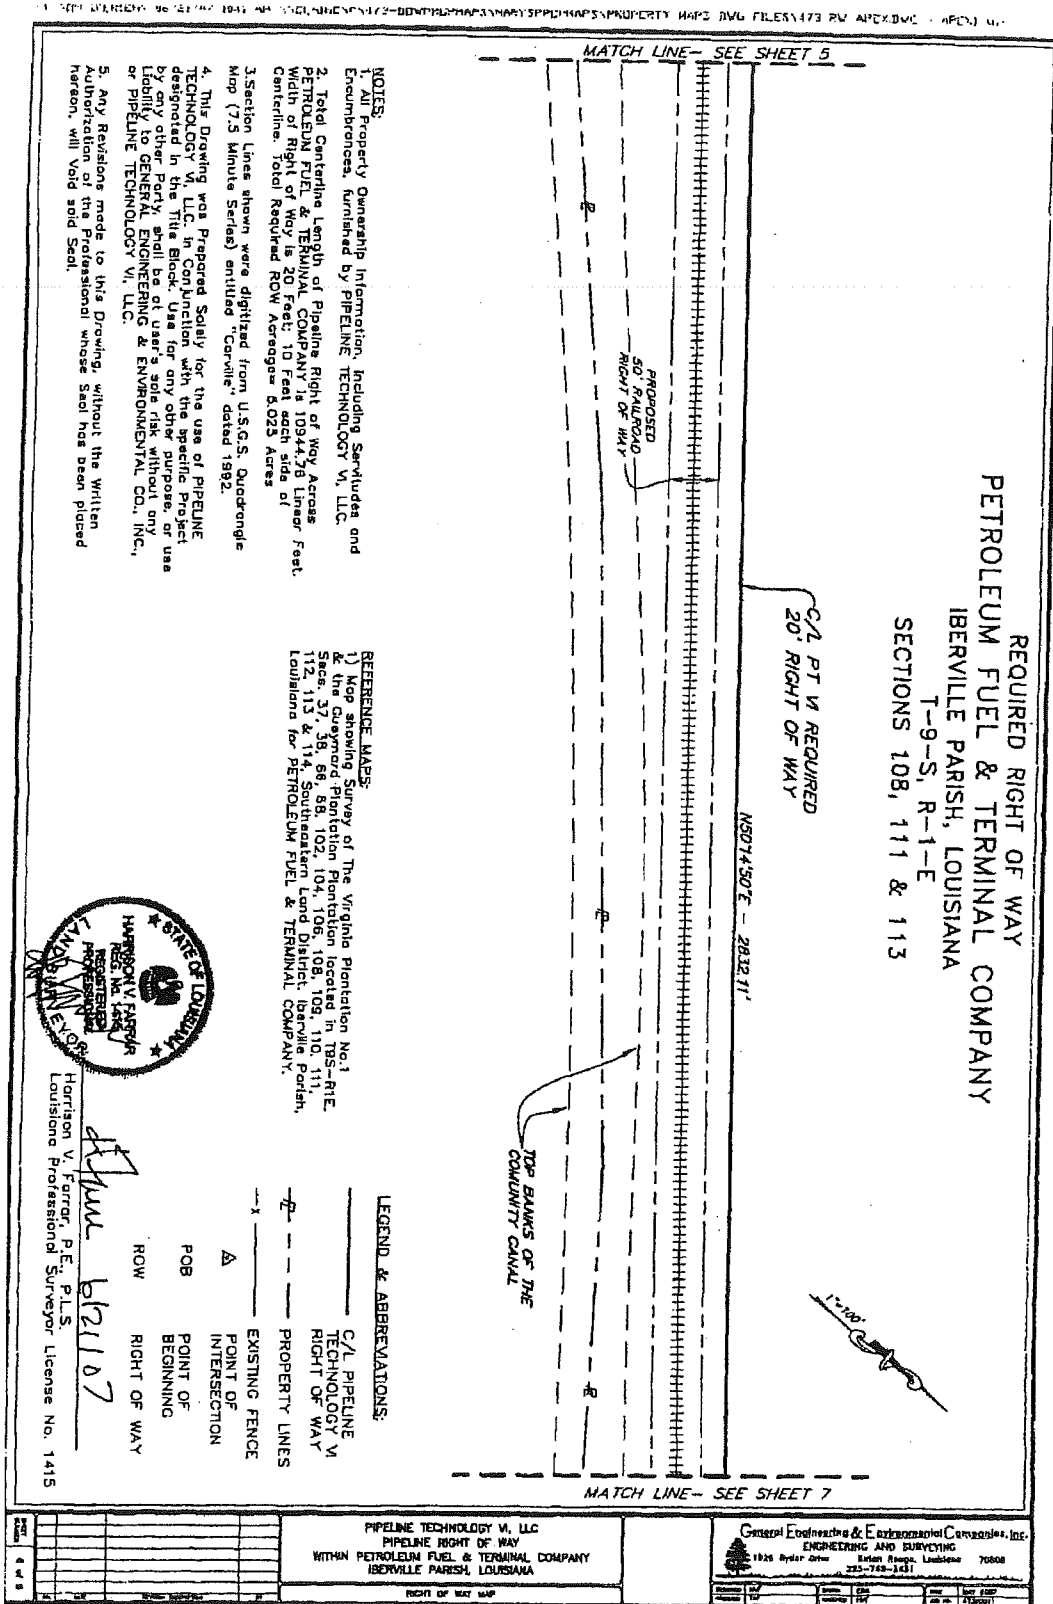 MATCH LINE- SEE SHEET 5
REQUIRED RIGHT OF WAY
PETROLEUM FUEL & TERMINAL COMPANY
IBERVILLE PARISH, LOUISIANA
T-9-S, R-1-E
SECTIONS 108, 111 & 113
C/L PT VI REQUIRED
20' RIGHT OF WAY
N50°14'50"E - 2832.11'
1"=100'
PROPOSED
50' RAILROAD
RIGHT OF WAY
TOP BANKS OF THE
COMUNITY CANAL
MATCH LINE- SEE SHEET 7
NOTES:
1. All Property Ownership Information, Including Servitudes and
Encumbrances, furnished by PIPELINE TECHNOLOGY VI, LLC.
2. Total Centerline Length of Pipeline Right of Way Across
PETROLEUM FUEL & TERMINAL COMPANY is 10944.78 Linear Feet.
Width of Right of Way is 20 Feet; 10 Feet each side of
Centerline. Total Required ROW Acreage= 5.025 Acres
3.Section Lines shown were digitized from U.S.G.S. Quadrangle
Map (7.5 Minute Series) entitled "Carville" dated 1992.
4. This Drawing was Prepared Solely for the use of PIPELINE
TECHNOLOGY VI, LLC. in Conjunction with the specific Project
designated in the Title Block. Use for any other purpose, or use
by any other Party, shall be at user's sole risk without any
Liability to GENERAL ENGINEERING & ENVIRONMENTAL CO., INC.,
or PIPELINE TECHNOLOGY VI, LLC.
5. Any Revisions made to this Drawing, without the Written
Authorization of the Professional whose Seal has been placed
hereon, will Void said Seal.
REFERENCE MAPS:
1) Map showing Survey of The Virginia Plantation No.1
& the Gueymard Plantation Plantation located in T9S-R1E
Secs. 37, 38, 66, 68, 102, 104, 106, 108, 109, 110, 111,
112, 113 & 114, Southeastern Land District, Iberville Parish,
Louisiana for PETROLEUM FUEL & TERMINAL COMPANY.
LEGEND & ABBREVIATIONS:
C/L PIPELINE
TECHNOLOGY VI
RIGHT OF WAY
PROPERTY LINES
EXISTING FENCE
POINT OF
INTERSECTION
POB POINT OF
BEGINNING
ROW RIGHT OF WAY
STATE OF LOUISIANA
HARRISON V. FARRAR
REG. No. 1415
REGISTERED
PROFESSIONAL
LAND SURVEYOR
6/21/07
Harrison V. Farrar, P.E., P.L.S.
Louisiana Professional Surveyor License No. 1415
PIPELINE TECHNOLOGY VI, LLC
PIPELINE RIGHT OF WAY
WITHIN PETROLEUM FUEL & TERMINAL COMPANY
IBERVILLE PARISH, LOUISIANA
RIGHT OF WAY MAP
General Engineering & Environmental Companies, Inc.
ENGINEERING AND SURVEYING
Baton Rouge, Louisiana 70808